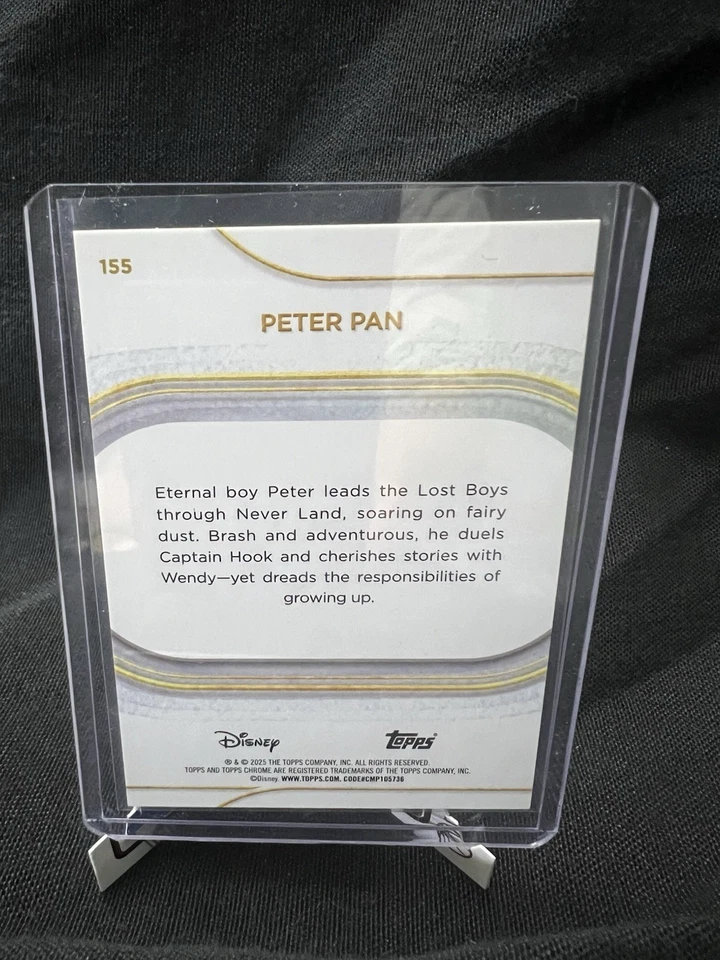 155
PETER PAN
Eternal boy Peter leads the Lost Boys
through Never Land, soaring on fairy
dust. Brash and adventurous, he duels
Captain Hook and cherishes stories with
Wendy—yet dreads the responsibilities of
growing up.
Disney topps
® & © 2025 THE TOPPS COMPANY, INC. ALL RIGHTS RESERVED.
TOPPS AND TOPPS CHROME ARE REGISTERED TRADEMARKS OF THE TOPPS COMPANY, INC.
©Disney. WWW.TOPPS.COM. CODE#CMP105736